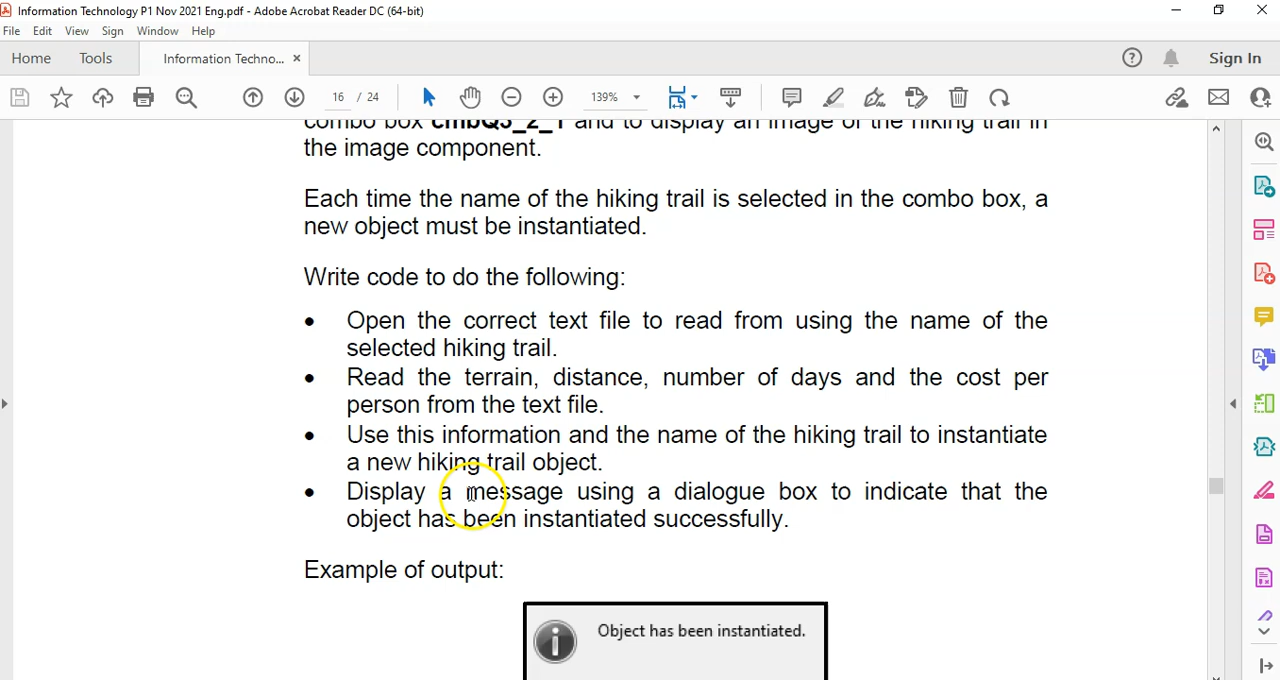 Information Technology P1 Nov 2021 Eng.pdf - Adobe Acrobat Reader DC (64-bit)
File Edit View Sign Window Help
Home Tools Information Techno... × Sign In
16 / 24 139%
combo box cmbQ3_2_1 and to display an image of the hiking trail in
the image component.
Each time the name of the hiking trail is selected in the combo box, a
new object must be instantiated.
Write code to do the following:
• Open the correct text file to read from using the name of the
selected hiking trail.
• Read the terrain, distance, number of days and the cost per
person from the text file.
• Use this information and the name of the hiking trail to instantiate
a new hiking trail object.
• Display a message using a dialogue box to indicate that the
object has been instantiated successfully.
Example of output:
Object has been instantiated.